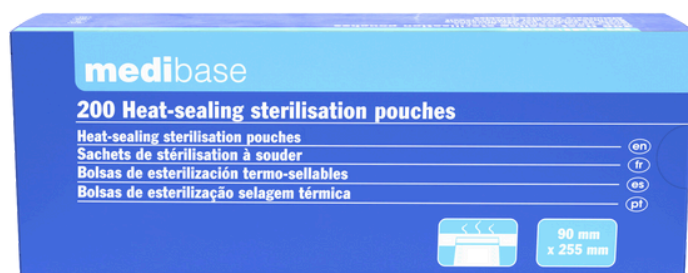 medibase
200 Heat-sealing sterilisation pouches
Heat-sealing sterilisation pouches
en
Sachets de stérilisation à souder
fr
Bolsas de esterilización termo-sellables
es
Bolsas de esterilização selagem térmica
pt
90 mm
x 255 mm